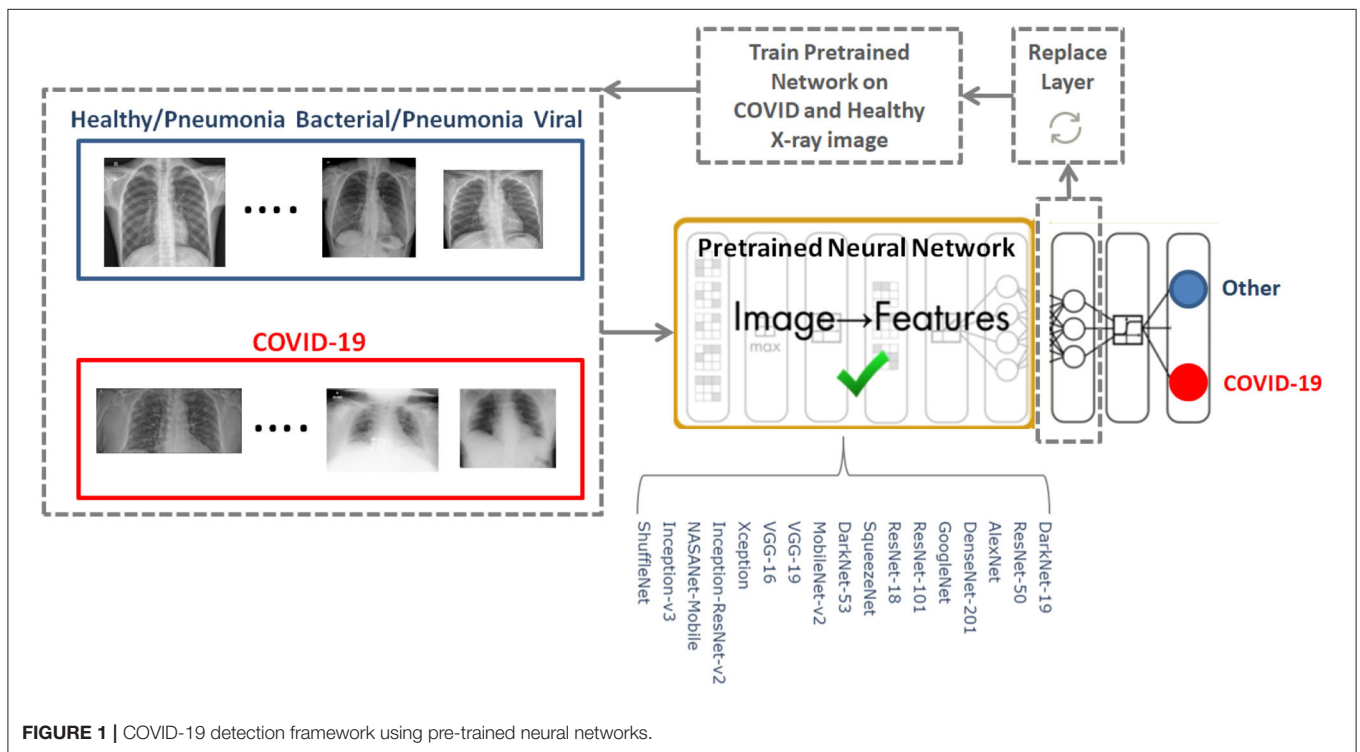 Train Pretrained
Network on
COVID and Healthy
X-ray image
Replace
Layer
Healthy/Pneumonia Bacterial/Pneumonia Viral
Pretrained Neural Network
Image→Features
max
Other
COVID-19
COVID-19
ShuffleNet
Inception-v3
NASANet-Mobile
Inception-ResNet-v2
Xception
VGG-16
VGG-19
MobileNet-v2
DarkNet-53
SqueezeNet
ResNet-18
ResNet-101
GoogleNet
DenseNet-201
AlexNet
ResNet-50
DarkNet-19
FIGURE 1 | COVID-19 detection framework using pre-trained neural networks.